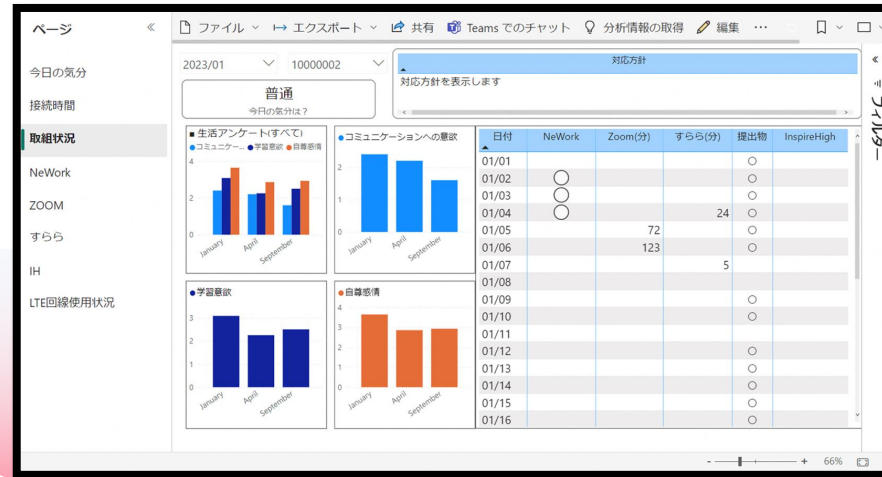 ページ
今日の気分
接続時間
取組状況
NeWork
ZOOM
すらら
IH
LTE回線使用状況
ファイル エクスポート 共有 Teams でのチャット 分析情報の取得 編集 …
2023/01 10000002
普通
今日の気分は？
対応方針
対応方針を表示します
フィルター
生活アンケート(すべて)
コミュニケー... 学習意欲 自尊感情
4
2
0
January April September
コミュニケーションへの意欲
2
1
0
January April September
学習意欲
3
2
1
0
January April September
自尊感情
4
3
2
1
0
January April September
日付 NeWork Zoom(分) すらら(分) 提出物 InspireHigh
01/01 ○
01/02 ○ ○
01/03 ○ ○
01/04 ○ 24 ○
01/05 72 ○
01/06 123 ○
01/07 5
01/08
01/09 ○
01/10 ○
01/11
01/12 ○
01/13 ○
01/14 ○
01/15 ○
01/16 ○
- + 66%